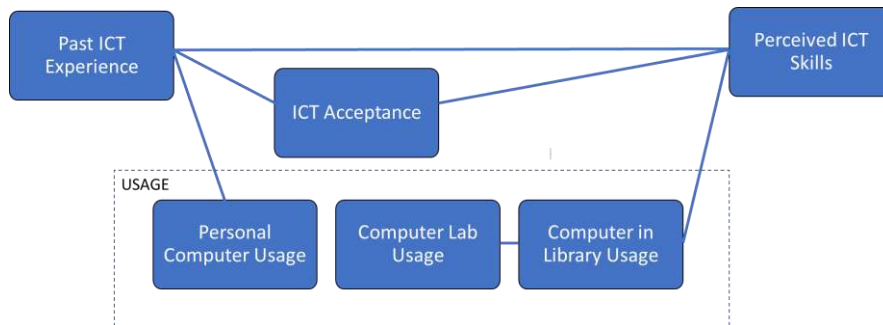 Past ICT
Experience
Perceived ICT
Skills
ICT Acceptance
USAGE
Personal
Computer Usage
Computer Lab
Usage
Computer in
Library Usage